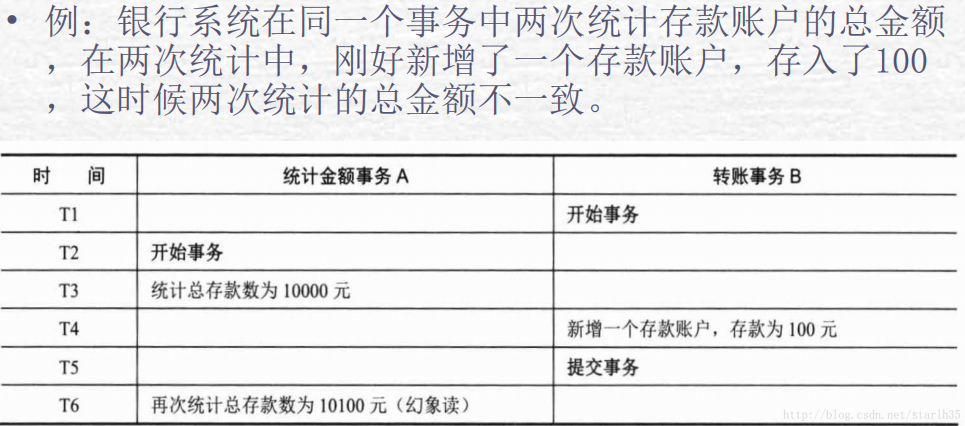 • 例：银行系统在同一个事务中两次统计存款账户的总金额
，在两次统计中，刚好新增了一个存款账户，存入了100
，这时候两次统计的总金额不一致。
时 间 统计金额事务 A 转账事务 B
T1 开始事务
T2 开始事务
T3 统计总存款数为 10000 元
T4 新增一个存款账户，存款为 100 元
T5 提交事务
T6 再次统计总存款数为 10100 元（幻象读）
http://blog.csdn.net/starlh35